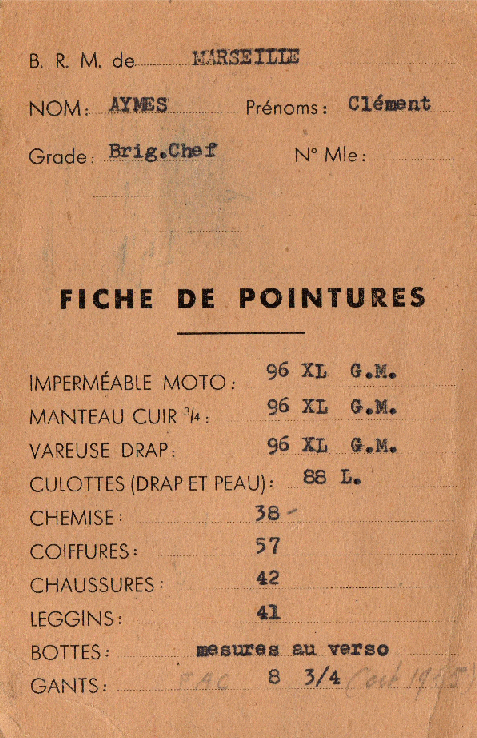 B. R. M. de MARSEILLE
NOM: AYMES Prénoms: Clément
Grade: Brig.Chef N° Mle:
FICHE DE POINTURES
IMPERMÉABLE MOTO: 96 XL G.M.
MANTEAU CUIR 3/4: 96 XL G.M.
VAREUSE DRAP: 96 XL G.M.
CULOTTES (DRAP ET PEAU): 88 L.
CHEMISE: 38-
COIFFURES: 57
CHAUSSURES: 42
LEGGINS: 41
BOTTES: mesures au verso
GANTS: 8 3/4